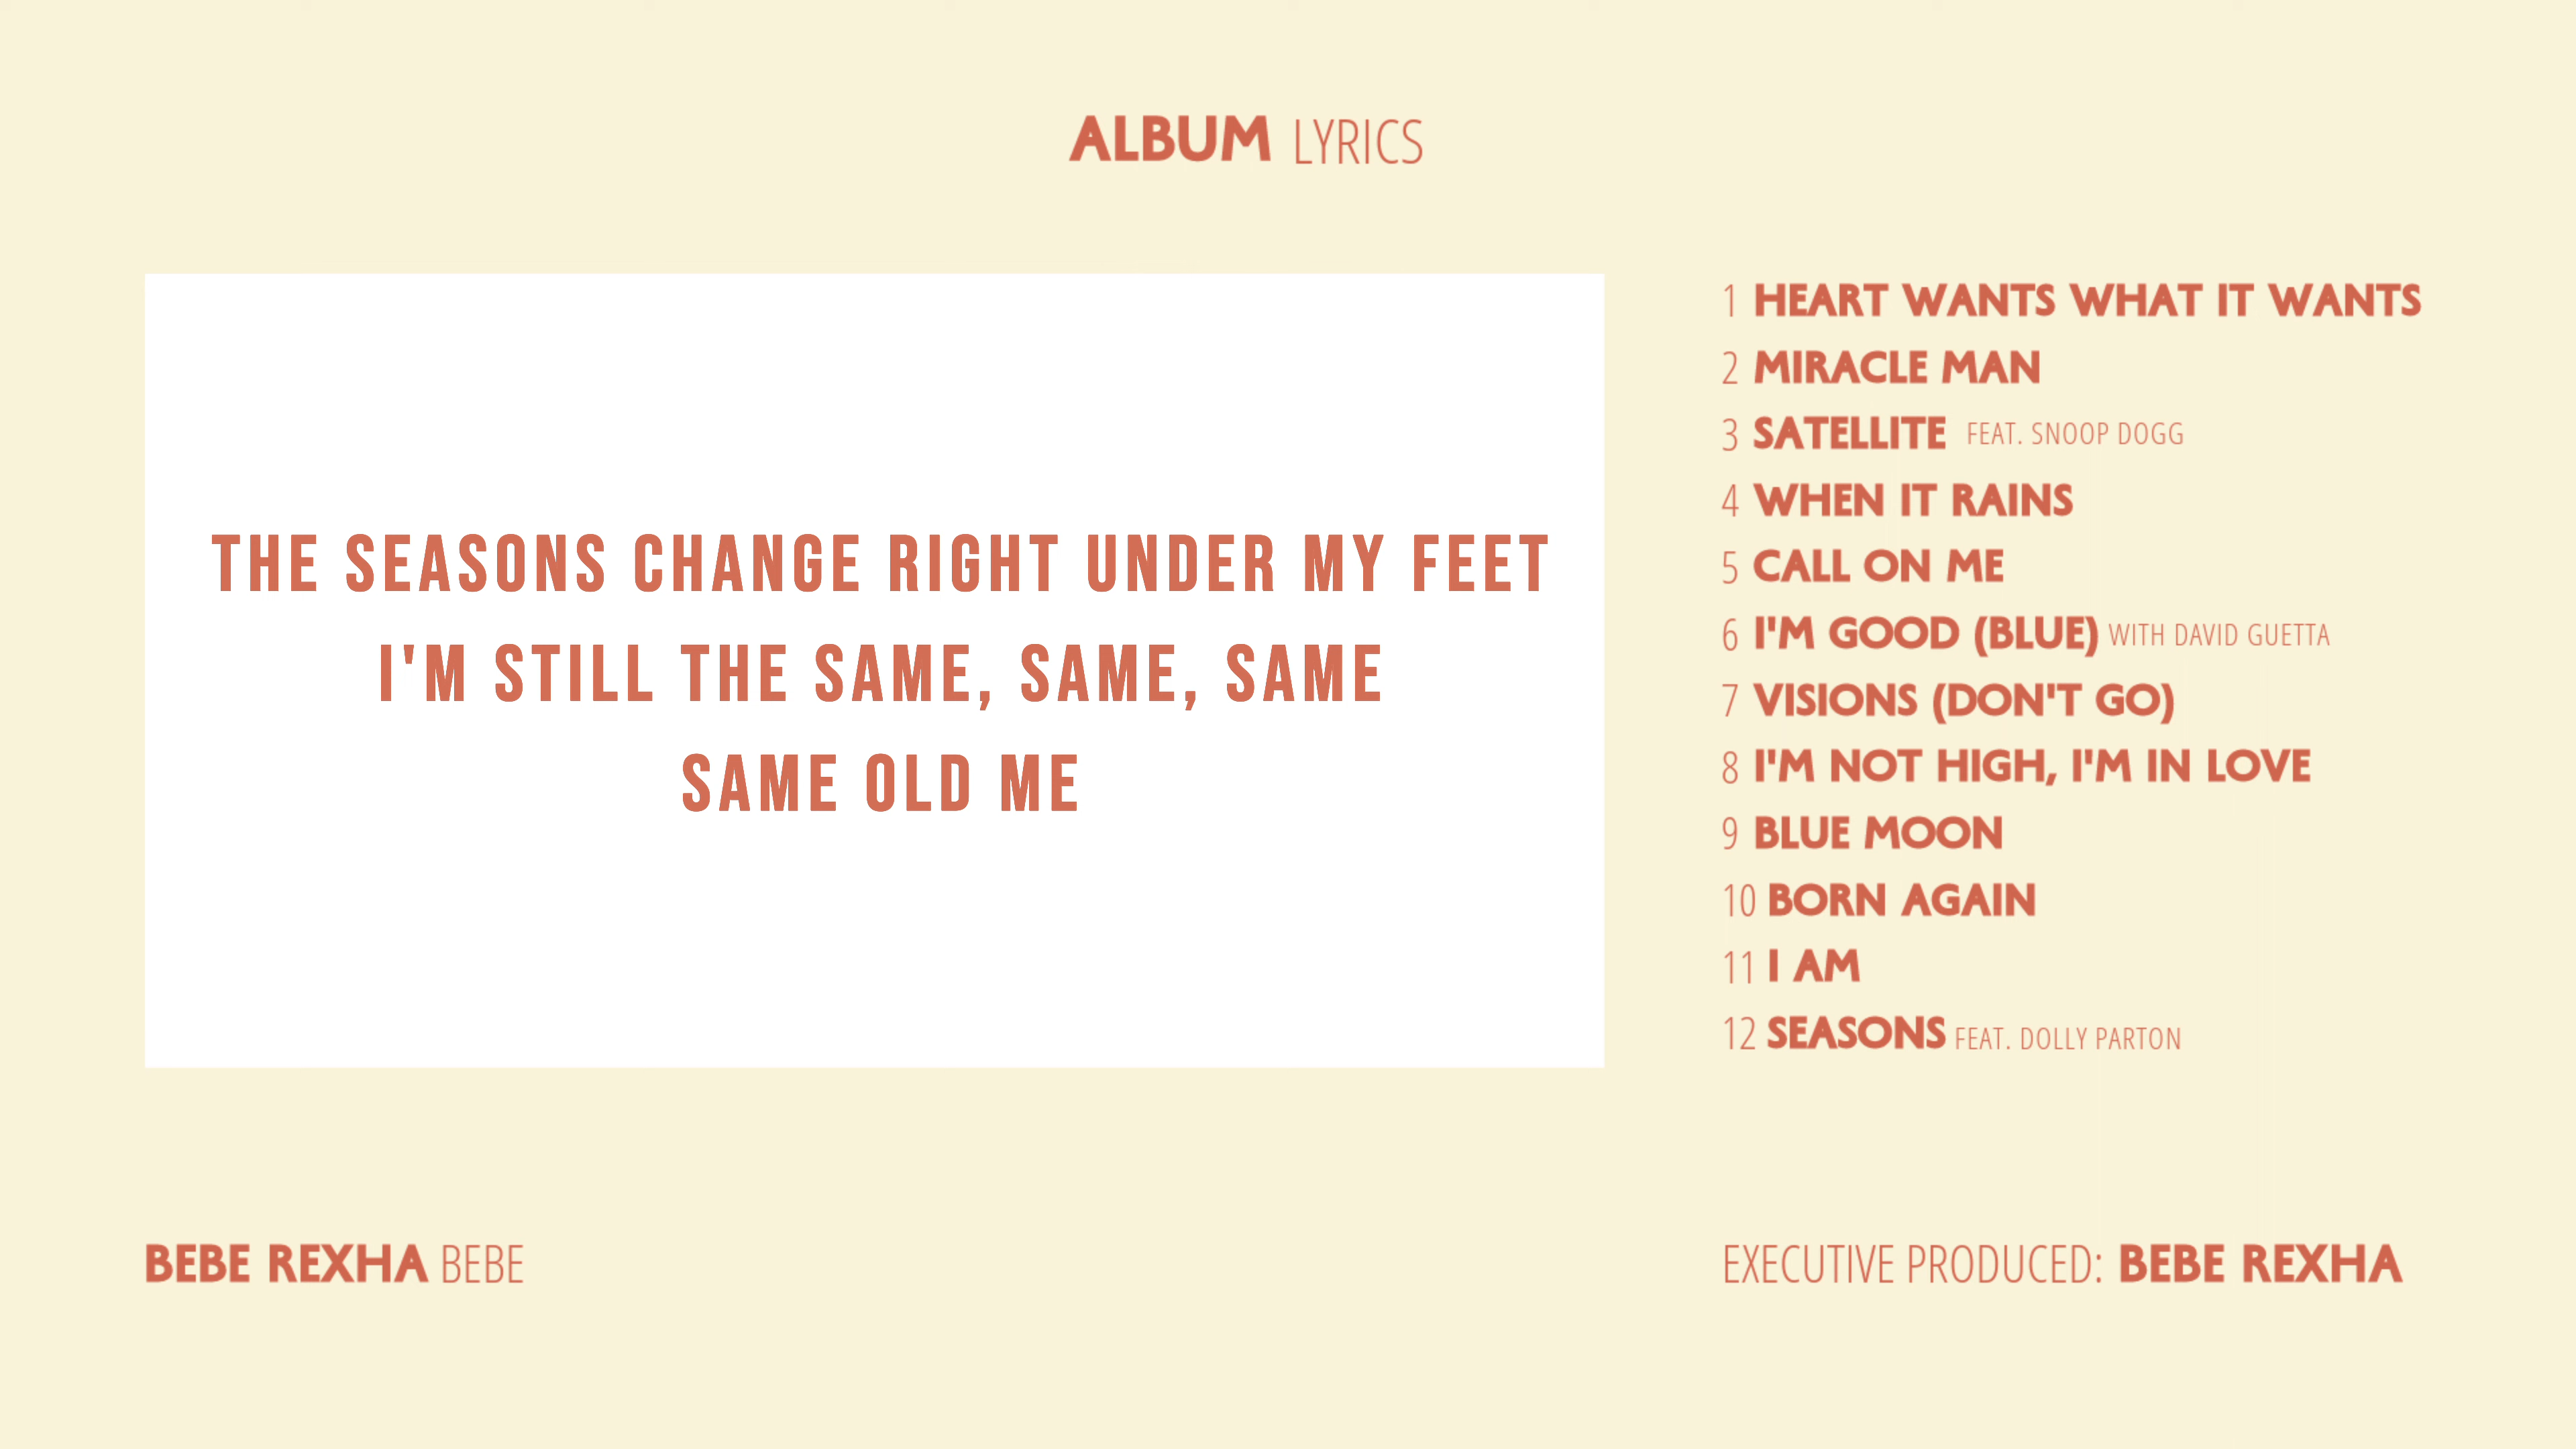 ALBUM LYRICS
THE SEASONS CHANGE RIGHT UNDER MY FEET
I'M STILL THE SAME, SAME, SAME
SAME OLD ME
1 HEART WANTS WHAT IT WANTS
2 MIRACLE MAN
3 SATELLITE FEAT. SNOOP DOGG
4 WHEN IT RAINS
5 CALL ON ME
6 I'M GOOD (BLUE) WITH DAVID GUETTA
7 VISIONS (DON'T GO)
8 I'M NOT HIGH, I'M IN LOVE
9 BLUE MOON
10 BORN AGAIN
11 I AM
12 SEASONS FEAT. DOLLY PARTON
BEBE REXHA BEBE
EXECUTIVE PRODUCED: BEBE REXHA